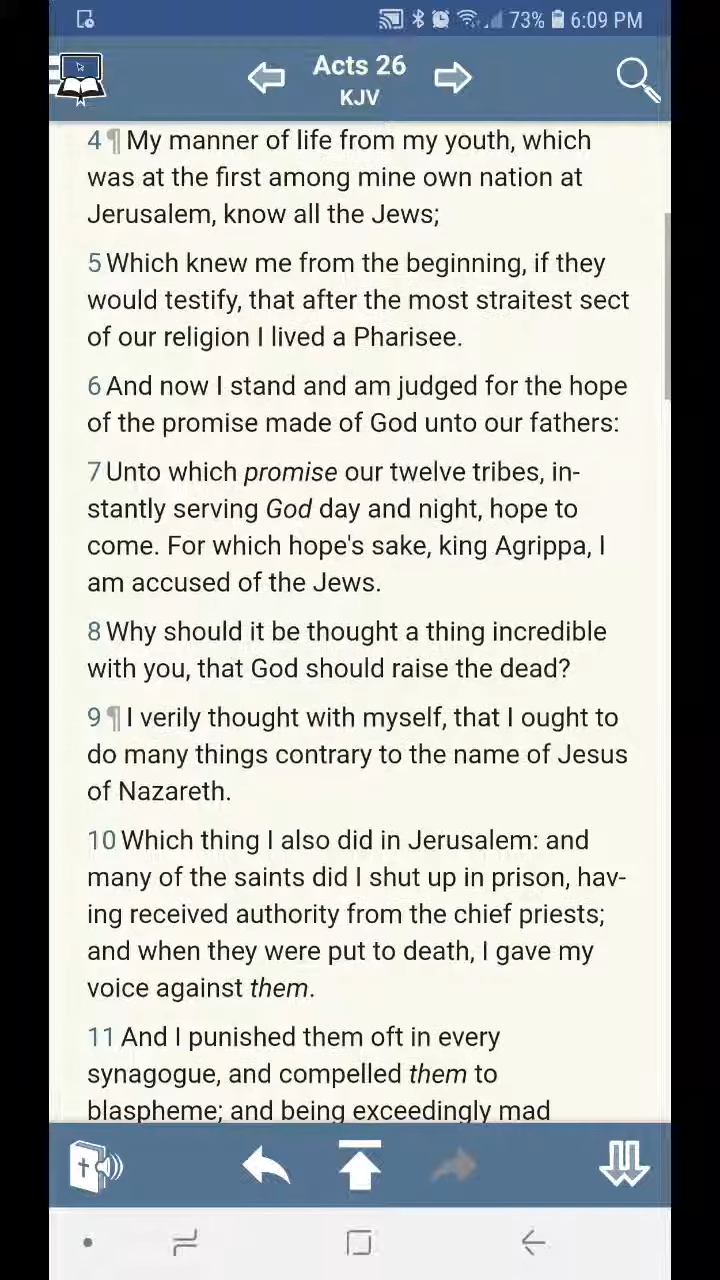 73% 6:09 PM
Acts 26
KJV
4 ¶ My manner of life from my youth, which
was at the first among mine own nation at
Jerusalem, know all the Jews;
5 Which knew me from the beginning, if they
would testify, that after the most straitest sect
of our religion I lived a Pharisee.
6 And now I stand and am judged for the hope
of the promise made of God unto our fathers:
7 Unto which promise our twelve tribes, in-
stantly serving God day and night, hope to
come. For which hope's sake, king Agrippa, I
am accused of the Jews.
8 Why should it be thought a thing incredible
with you, that God should raise the dead?
9 ¶ I verily thought with myself, that I ought to
do many things contrary to the name of Jesus
of Nazareth.
10 Which thing I also did in Jerusalem: and
many of the saints did I shut up in prison, hav-
ing received authority from the chief priests;
and when they were put to death, I gave my
voice against them.
11 And I punished them oft in every
synagogue, and compelled them to
blaspheme; and being exceedingly mad